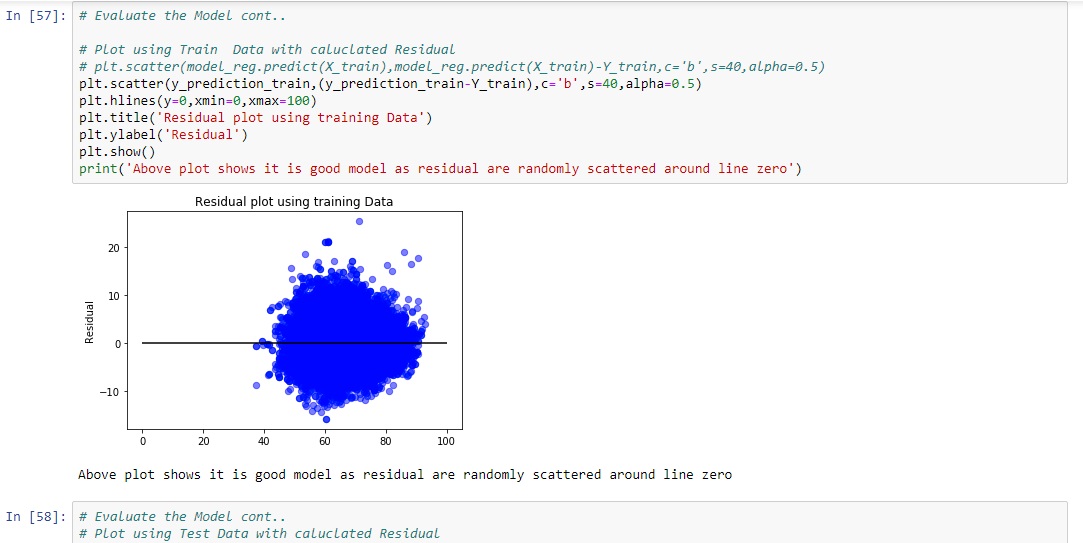 In [57]: # Evaluate the Model cont..
# Plot using Train  Data with caluclated Residual
# plt.scatter(model_reg.predict(X_train),model_reg.predict(X_train)-Y_train,c='b',s=40,alpha=0.5)
plt.scatter(y_prediction_train,(y_prediction_train-Y_train),c='b',s=40,alpha=0.5)
plt.hlines(y=0,xmin=0,xmax=100)
plt.title('Residual plot using training Data')
plt.ylabel('Residual')
plt.show()
print('Above plot shows it is good model as residual are randomly scattered around line zero')
Residual plot using training Data
20
10
0
−10
Residual
0 20 40 60 80 100
Above plot shows it is good model as residual are randomly scattered around line zero
In [58]: # Evaluate the Model cont..
# Plot using Test Data with caluclated Residual